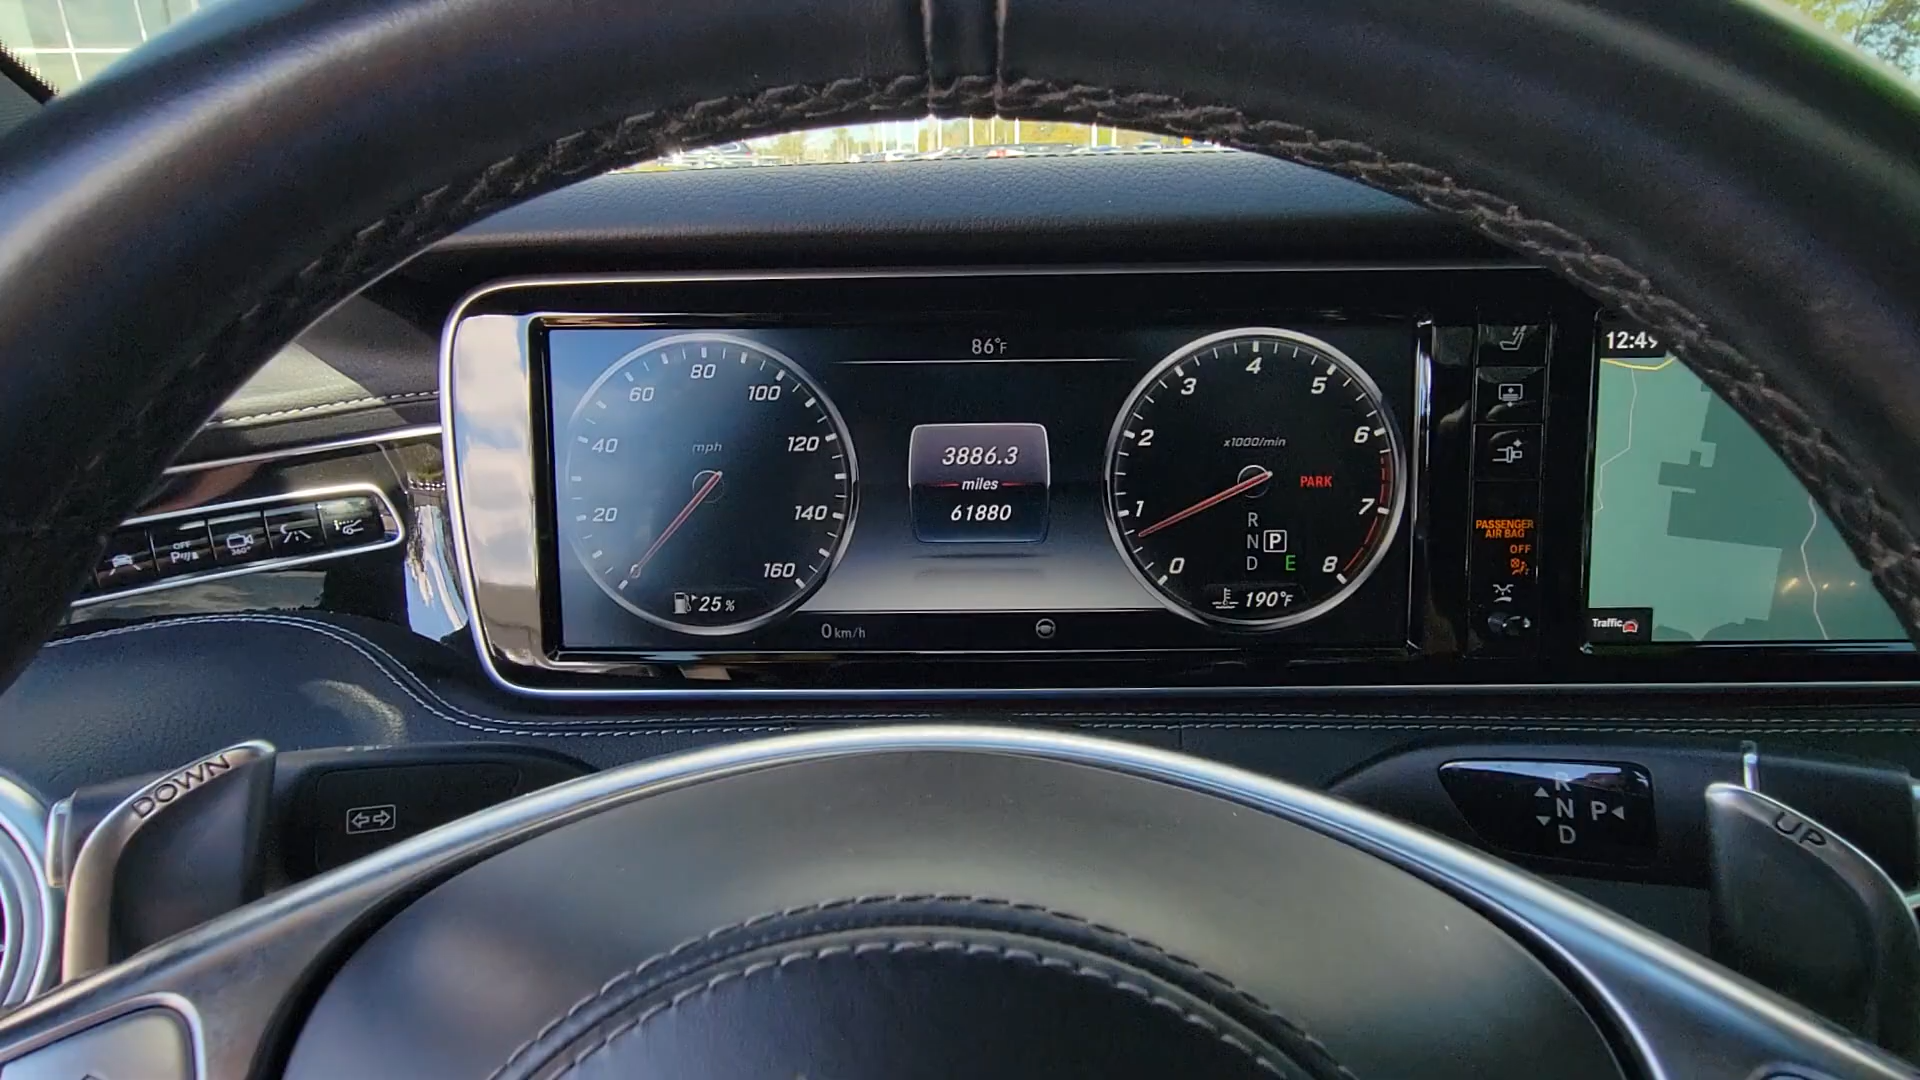 86°F
12:49
80
60
100
40
mph
120
20
140
160
25 %
3886.3
miles
61880
4
3
5
2
x1000/min
6
PARK
1
7
R
N P
D E
0
8
190°F
0 km/h
PASSENGER
AIR BAG
OFF
Traffic
OFF
P
360°
DOWN
R
N P
D
UP